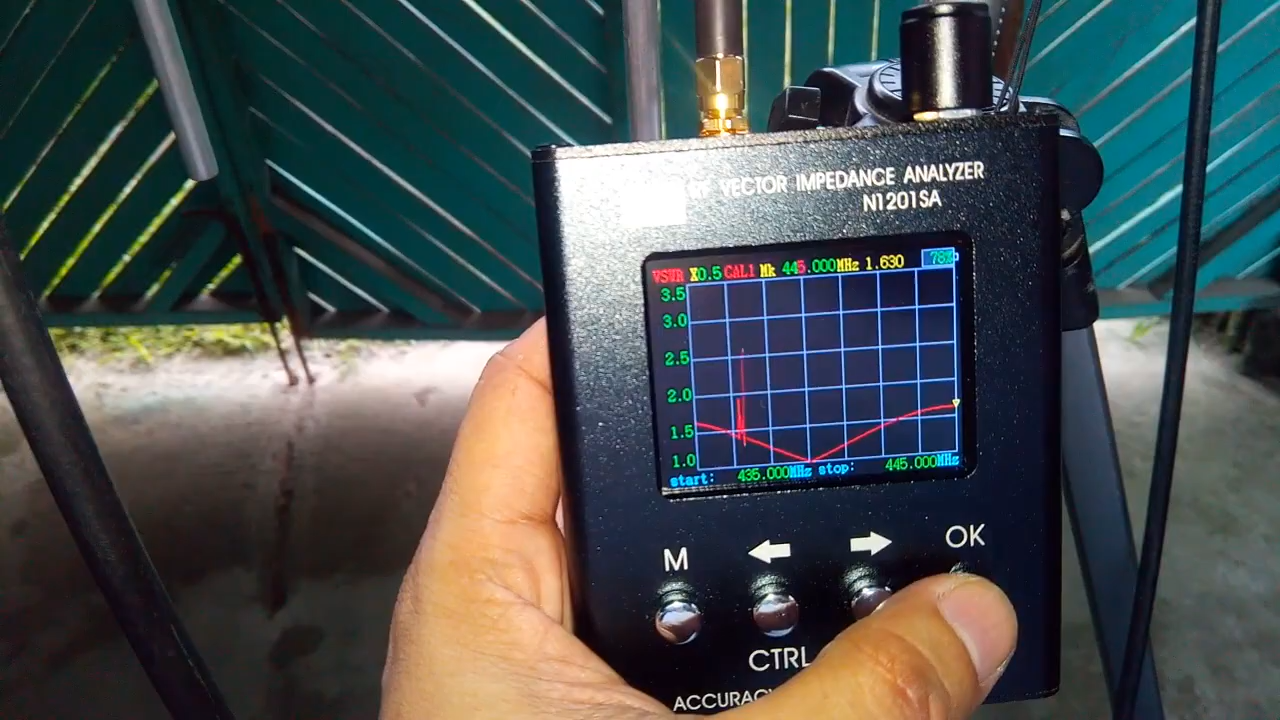 VECTOR IMPEDANCE ANALYZER
N1201SA
VSWR X0.5 CAL1 Mk 445.000MHz 1.630 78%
3.5
3.0
2.5
2.0
1.5
1.0
start: 435.000MHz stop: 445.000MHz
M OK
CTRL
ACCURACY